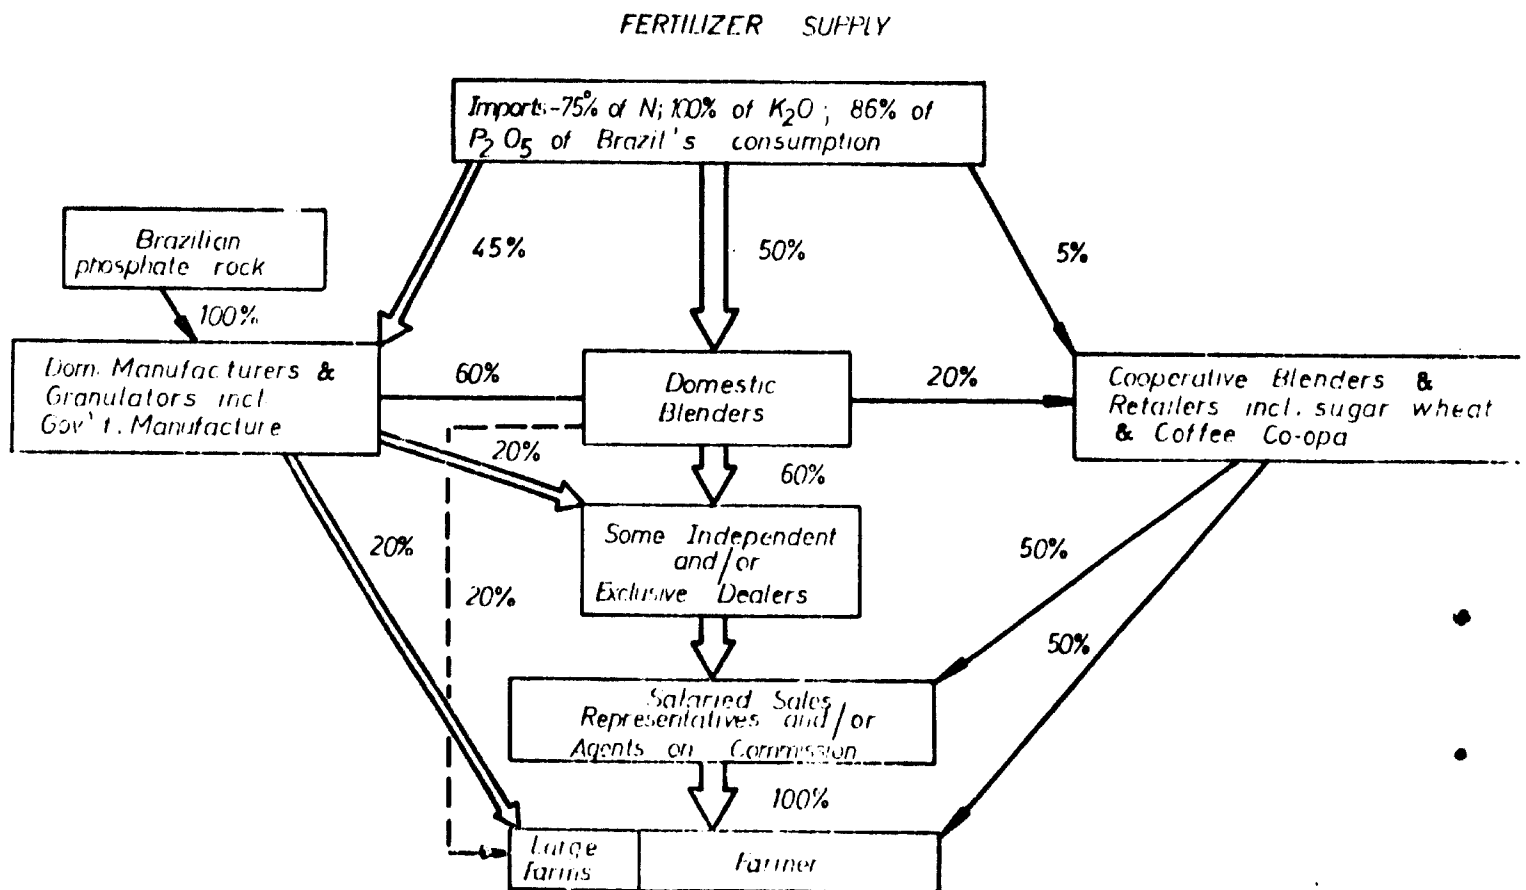 FERTILIZER SUPPLY
Imports-75% of N; 100% of K2O ; 86% of
P2O5 of Brazil's consumption
Brazilian
phosphate rock
45%
50%
5%
100%
Dom. Manufacturers &
Granulators incl.
Gov't. Manufacture
60%
Domestic
Blenders
20%
Cooperative Blenders &
Retailers incl. sugar wheat
& Coffee Co-opa
20%
60%
Some Independent
and/or
Exclusive Dealers
20%
20%
50%
50%
Salaried Sales
Representatives and/or
Agents on Commission
100%
Large
Farms
Farmer